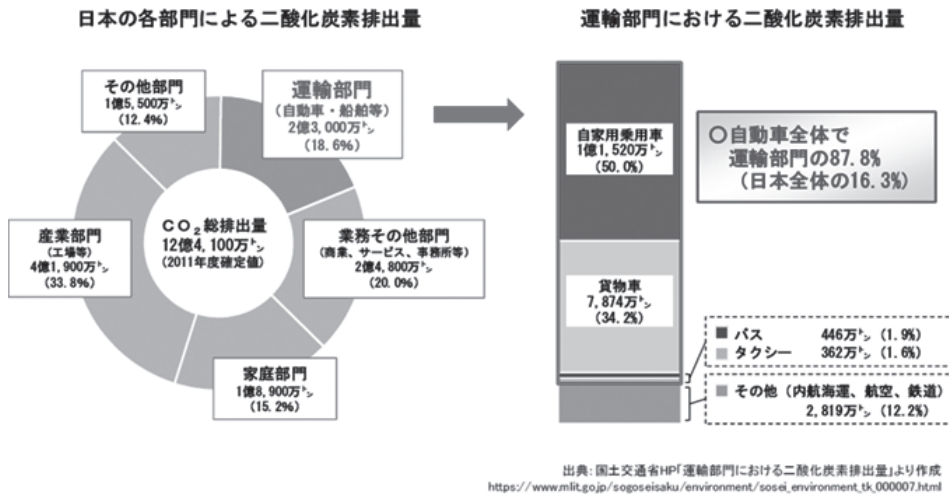 日本の各部門による二酸化炭素排出量
その他部門
1億5,500万㌧
(12.4%)
運輸部門
(自動車・船舶等)
2億3,000万㌧
(18.6%)
産業部門
(工場等)
4億1,900万㌧
(33.8%)
CO₂総排出量
12億4,100万㌧
(2011年度確定値)
業務その他部門
(商業、サービス、事務所等)
2億4,800万㌧
(20.0%)
家庭部門
1億8,900万㌧
(15.2%)
運輸部門における二酸化炭素排出量
自家用乗用車
1億1,520万㌧
(50.0%)
○自動車全体で
運輸部門の87.8%
(日本全体の16.3%)
貨物車
7,874万㌧
(34.2%)
バス 446万㌧ (1.9%)
タクシー 362万㌧ (1.6%)
その他(内航海運、航空、鉄道)
2,819万㌧ (12.2%)
出典:国土交通省HP「運輸部門における二酸化炭素排出量」より作成
https://www.mlit.go.jp/sogoseisaku/environment/sosei_environment_tk_000007.html